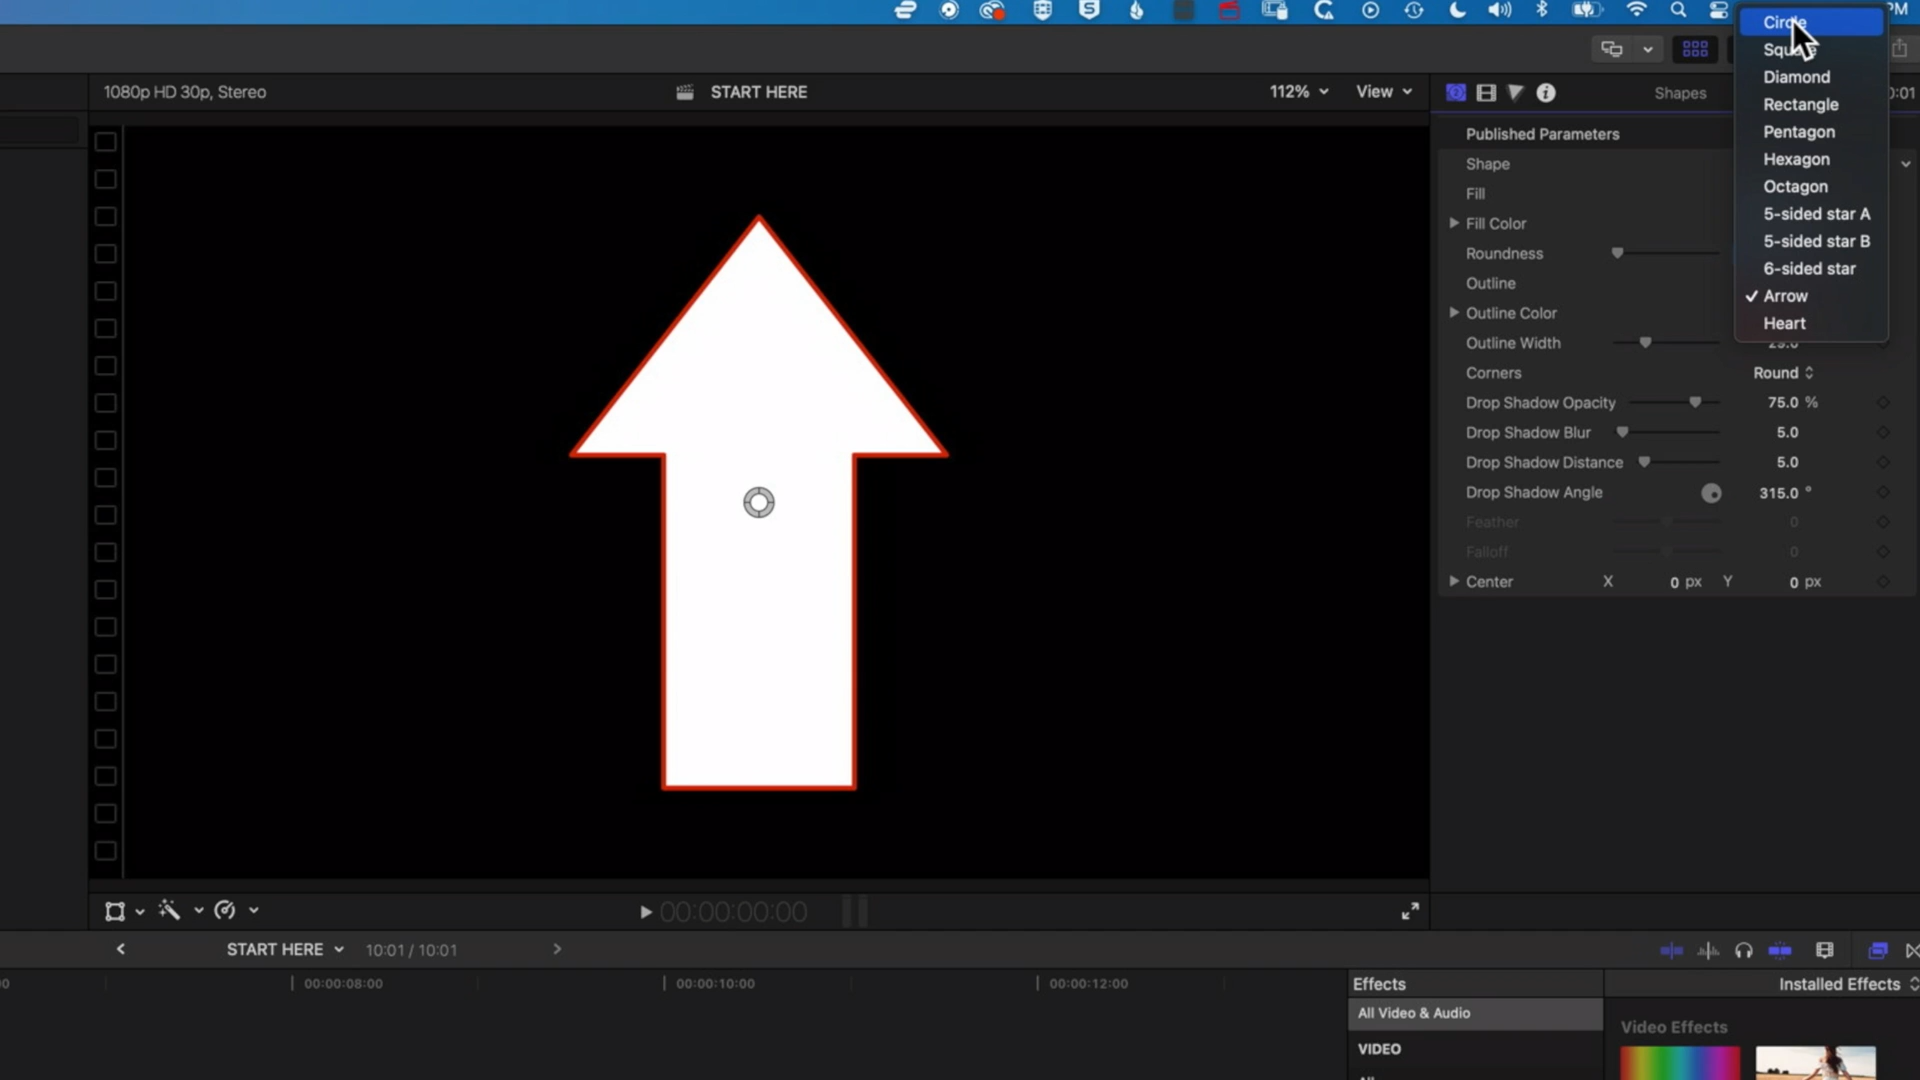 PM
Circle
Square
Diamond
Rectangle
Pentagon
Hexagon
Octagon
5-sided star A
5-sided star B
6-sided star
✓ Arrow
Heart
1080p HD 30p, Stereo
START HERE
112%
View
Shapes
0:01
Published Parameters
Shape
Fill
Fill Color
Roundness
Outline
Outline Color
Outline Width 29.0
Corners Round
Drop Shadow Opacity 75.0 %
Drop Shadow Blur 5.0
Drop Shadow Distance 5.0
Drop Shadow Angle 315.0 °
Feather 0
Falloff 0
Center X 0 px Y 0 px
00:00:00:00
START HERE 10:01 / 10:01
00:00:08:00 00:00:10:00 00:00:12:00
Effects
Installed Effects
All Video & Audio
Video Effects
VIDEO